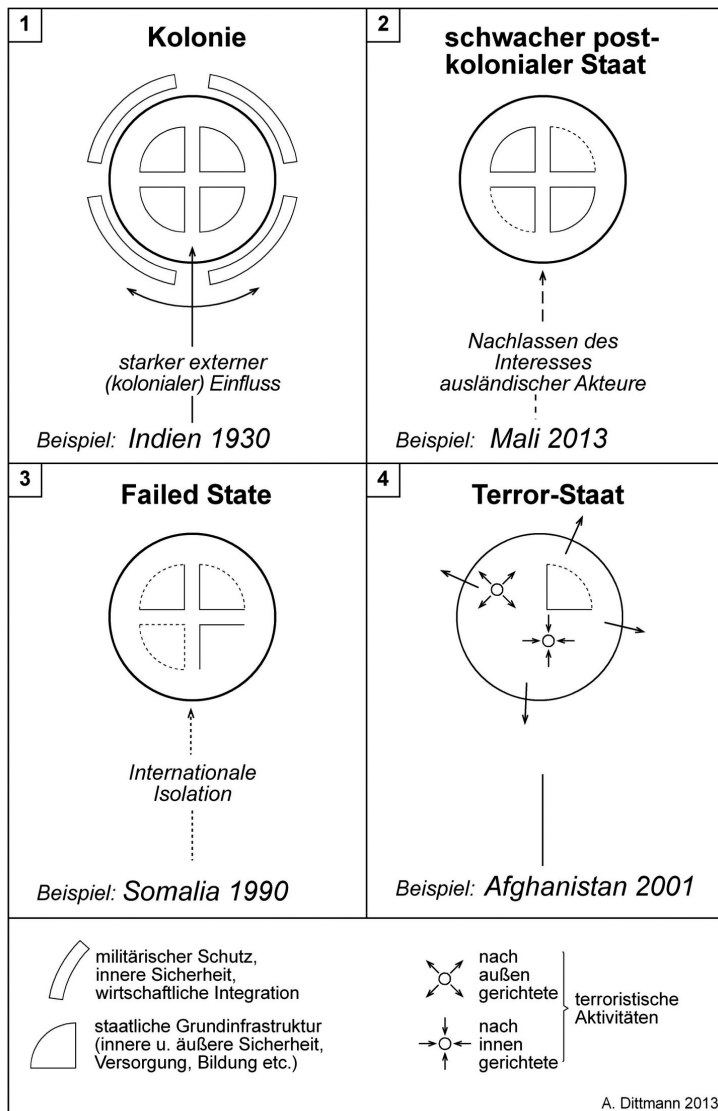 1
Kolonie
starker externer
(kolonialer) Einfluss
Beispiel: Indien 1930
2
schwacher post-
kolonialer Staat
Nachlassen des
Interesses
ausländischer Akteure
Beispiel: Mali 2013
3
Failed State
Internationale
Isolation
Beispiel: Somalia 1990
4
Terror-Staat
Beispiel: Afghanistan 2001
militärischer Schutz,
innere Sicherheit,
wirtschaftliche Integration
staatliche Grundinfrastruktur
(innere u. äußere Sicherheit,
Versorgung, Bildung etc.)
nach
außen
gerichtete
nach
innen
gerichtete
terroristische
Aktivitäten
A. Dittmann 2013